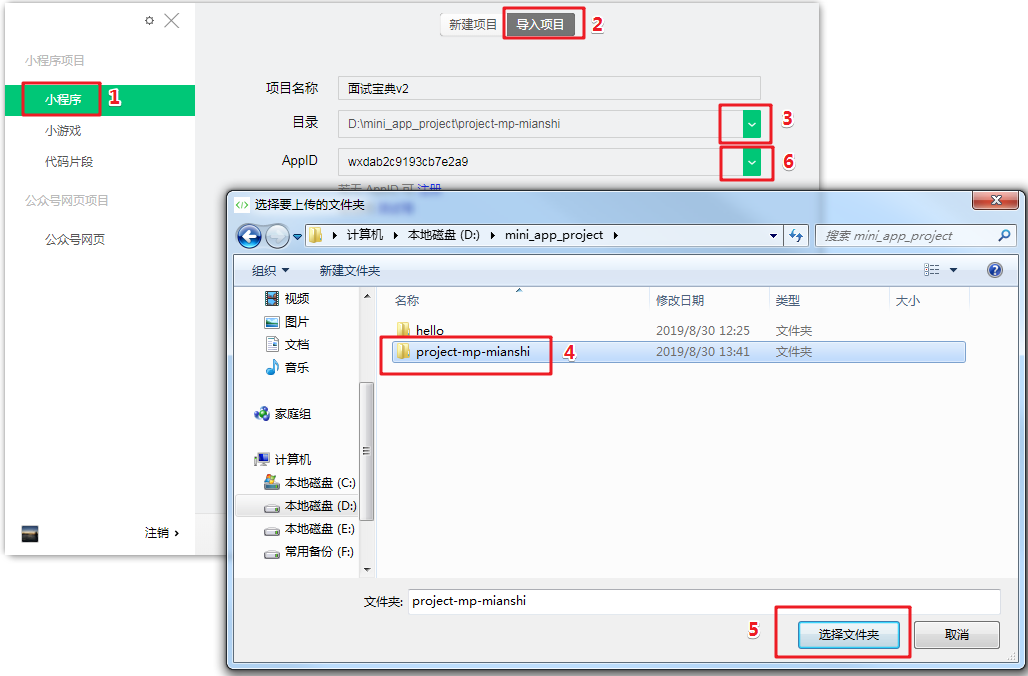 新建项目 导入项目 2
小程序项目
小程序 1
小游戏
代码片段
公众号网页项目
公众号网页
注销 ›
项目名称 面试宝典v2
目录 D:\mini_app_project\project-mp-mianshi 3
AppID wxdab2c9193cb7e2a9 6
若无 AppID 可 注册
选择要上传的文件夹
计算机 本地磁盘 (D:) mini_app_project
搜索 mini_app_project
组织 新建文件夹
视频
图片
文档
音乐
家庭组
计算机
本地磁盘 (C:)
本地磁盘 (D:)
本地磁盘 (E:)
常用备份 (F:)
名称 修改日期 类型 大小
hello 2019/8/30 12:25 文件夹
project-mp-mianshi 4 2019/8/30 13:41 文件夹
文件夹: project-mp-mianshi
5 选择文件夹 取消